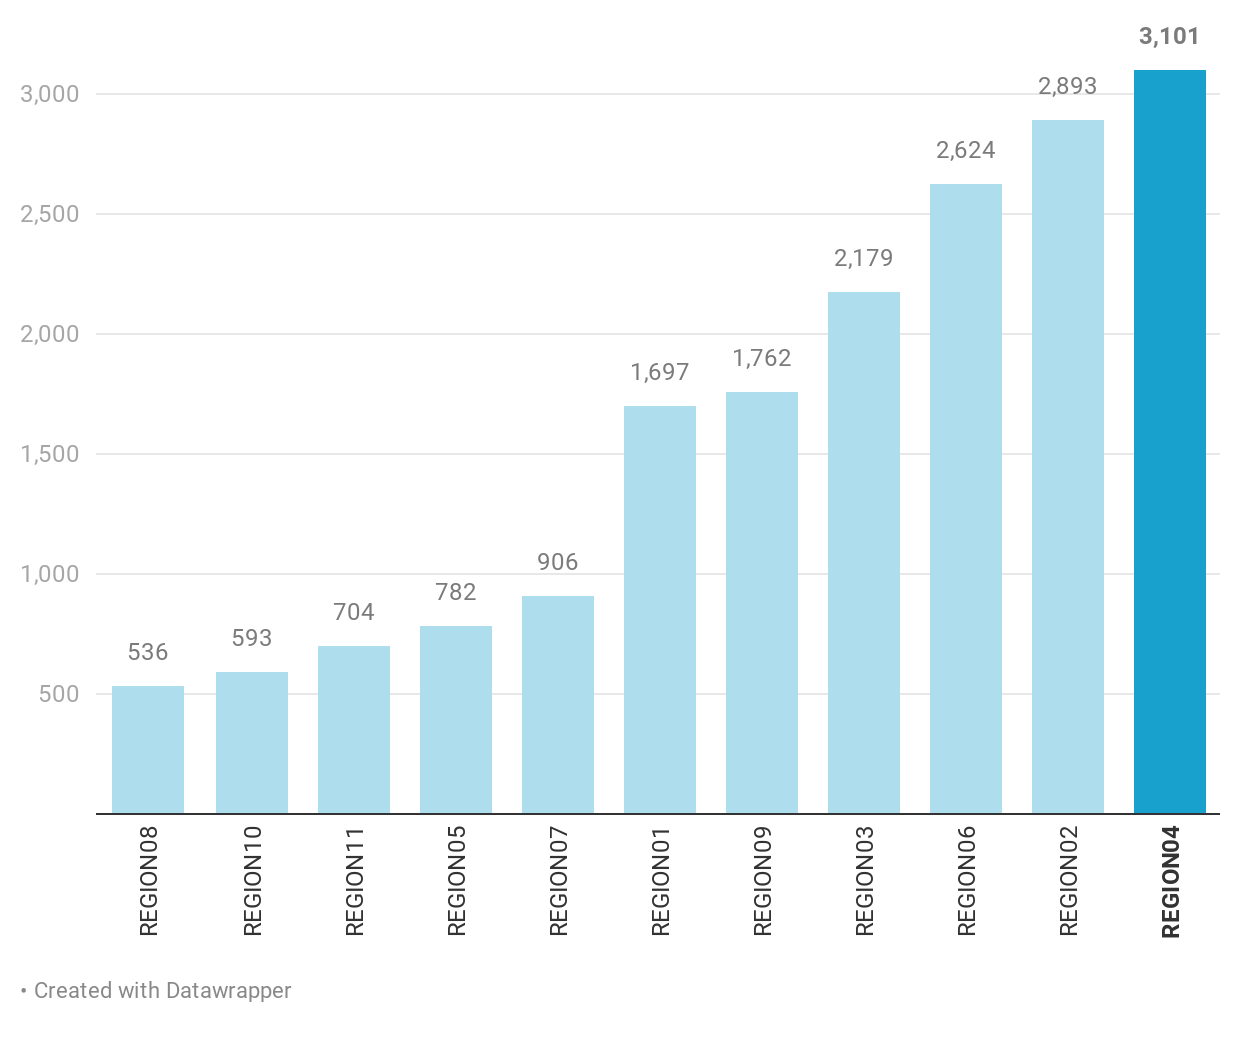 3,101
3,000
2,893
2,624
2,500
2,179
2,000
1,762
1,697
1,500
1,000
906
782
704
593
536
500
REGION08
REGION10
REGION11
REGION05
REGION07
REGION01
REGION09
REGION03
REGION06
REGION02
REGION04
• Created with Datawrapper